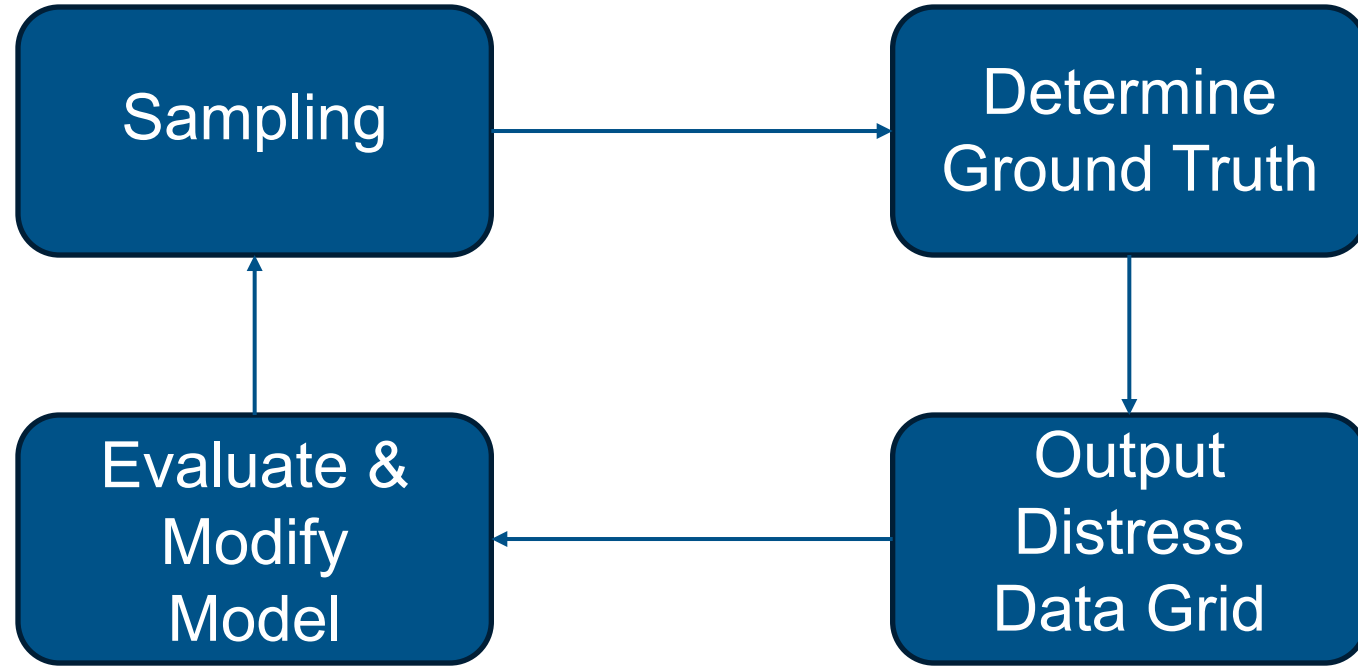 Sampling
Determine
Ground Truth
Evaluate &
Modify
Model
Output
Distress
Data Grid